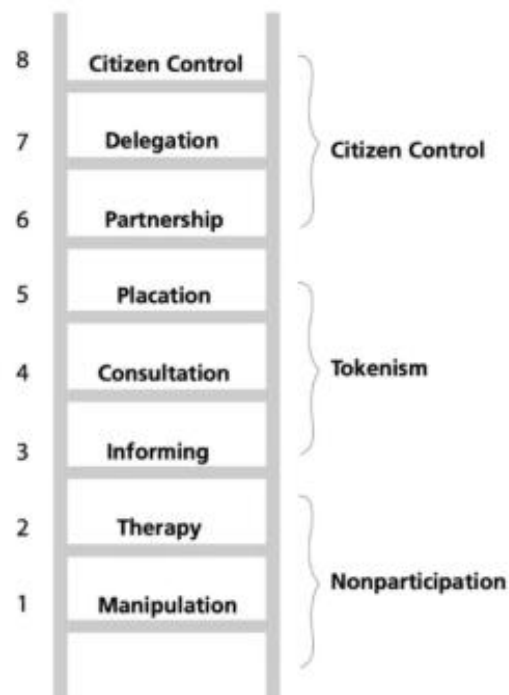 8 Citizen Control
7 Delegation
Citizen Control
6 Partnership
5 Placation
4 Consultation
Tokenism
3 Informing
2 Therapy
Nonparticipation
1 Manipulation